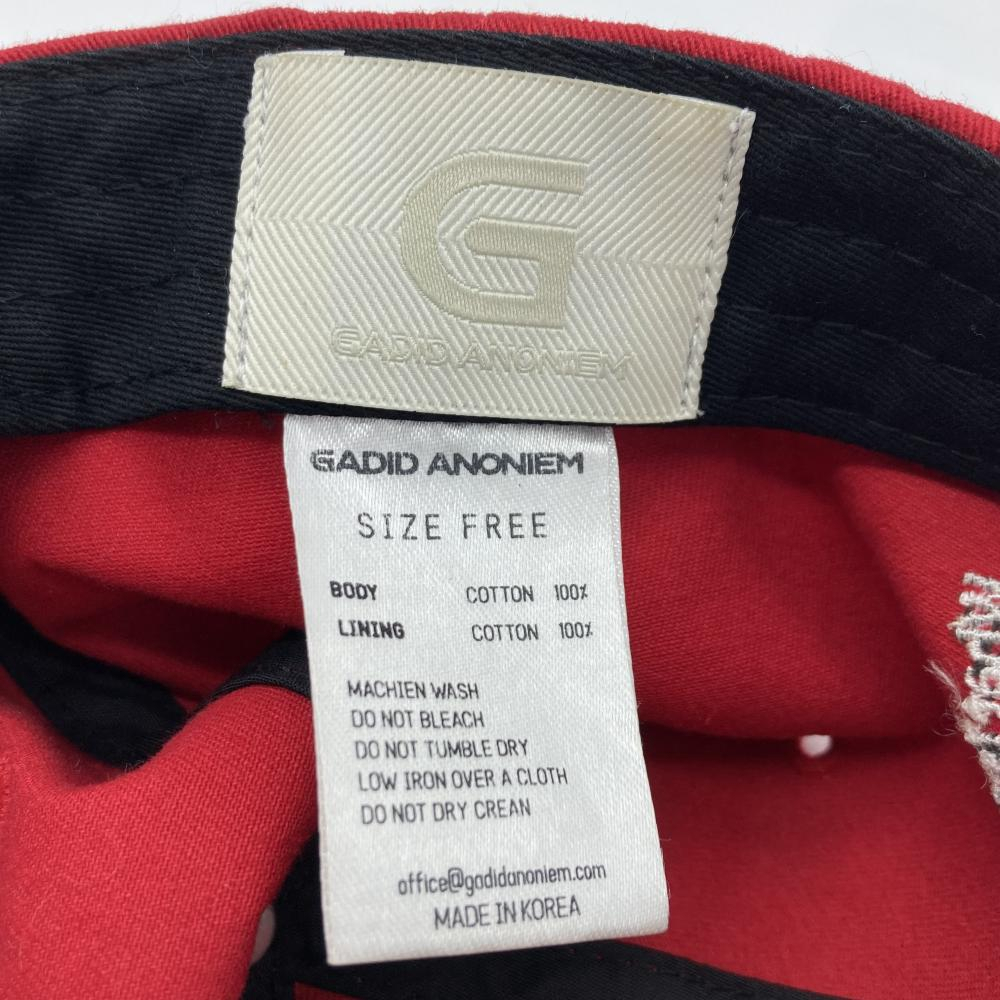 G
GADID ANONIEM
GADID ANONIEM
SIZE FREE
BODY COTTON 100%
LINING COTTON 100%
MACHIEN WASH
DO NOT BLEACH
DO NOT TUMBLE DRY
LOW IRON OVER A CLOTH
DO NOT DRY CREAN
office@gadidanoniem.com
MADE IN KOREA